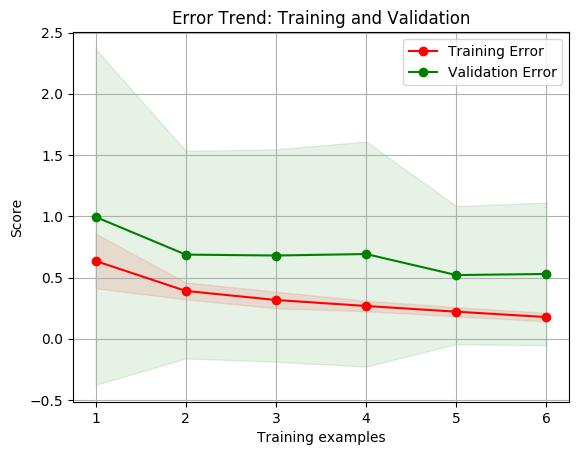 Error Trend: Training and Validation
Training Error
Validation Error
Score
2.5
2.0
1.5
1.0
0.5
0.0
−0.5
1 2 3 4 5 6
Training examples